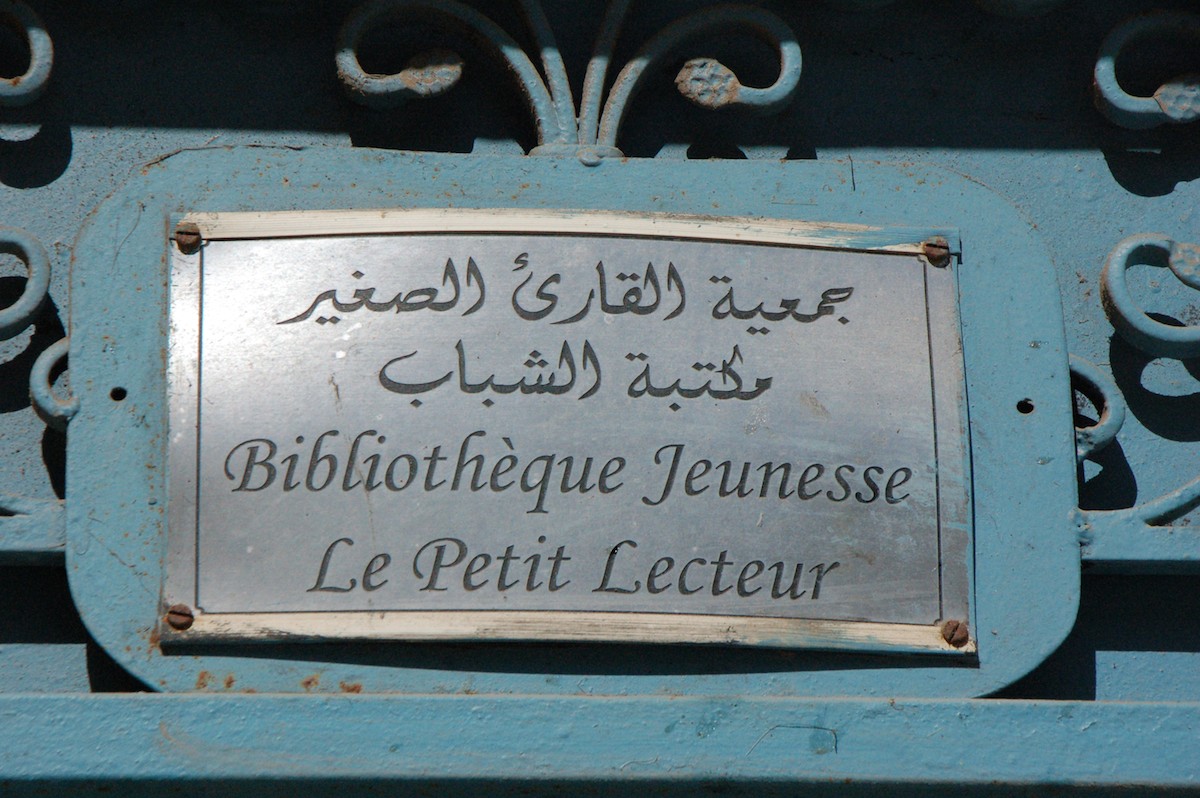 جمعية القارئ الصغير
مكتبة الشباب
Bibliothèque Jeunesse
Le Petit Lecteur